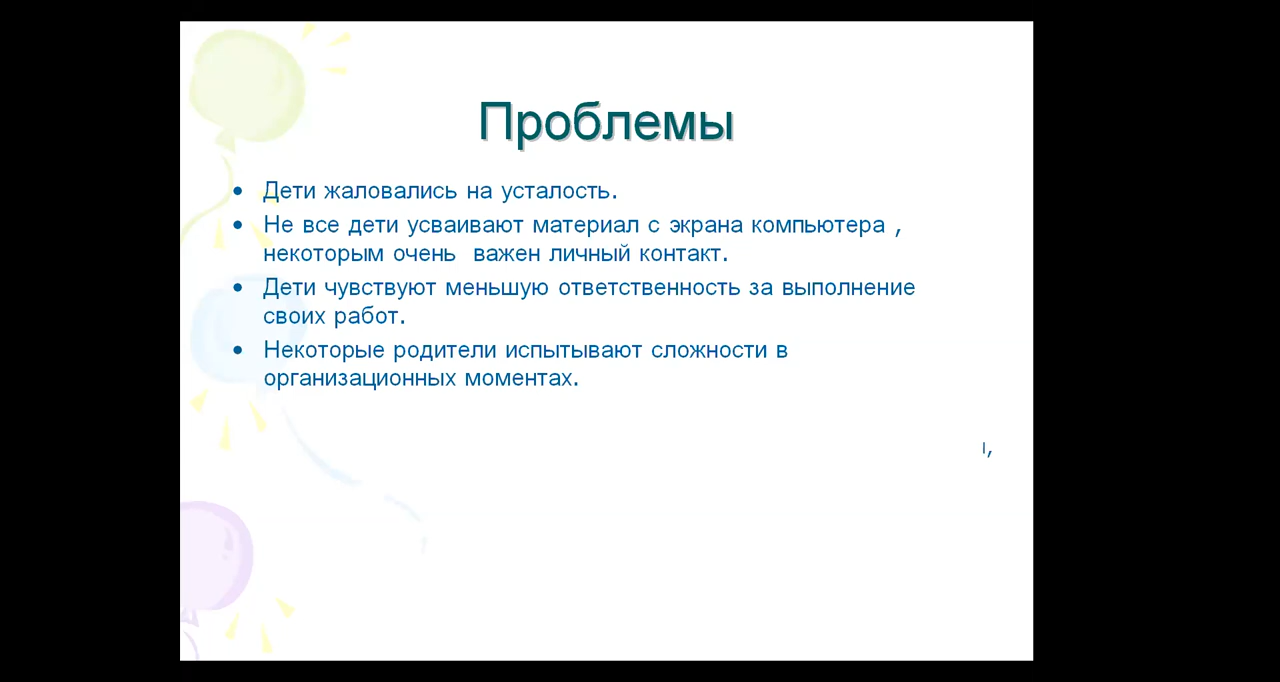 Проблемы
• Дети жаловались на усталость.
• Не все дети усваивают материал с экрана компьютера ,
некоторым очень  важен личный контакт.
• Дети чувствуют меньшую ответственность за выполнение
своих работ.
• Некоторые родители испытывают сложности в
организационных моментах.